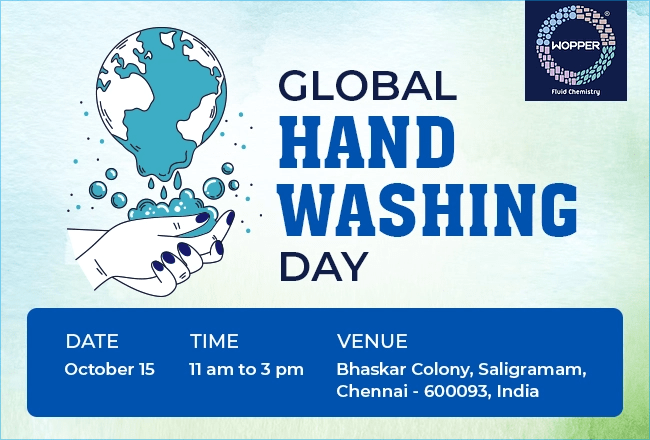 WOPPER®
Fluid Chemistry
GLOBAL
HAND
WASHING
DAY
DATE
October 15
TIME
11 am to 3 pm
VENUE
Bhaskar Colony, Saligramam,
Chennai - 600093, India